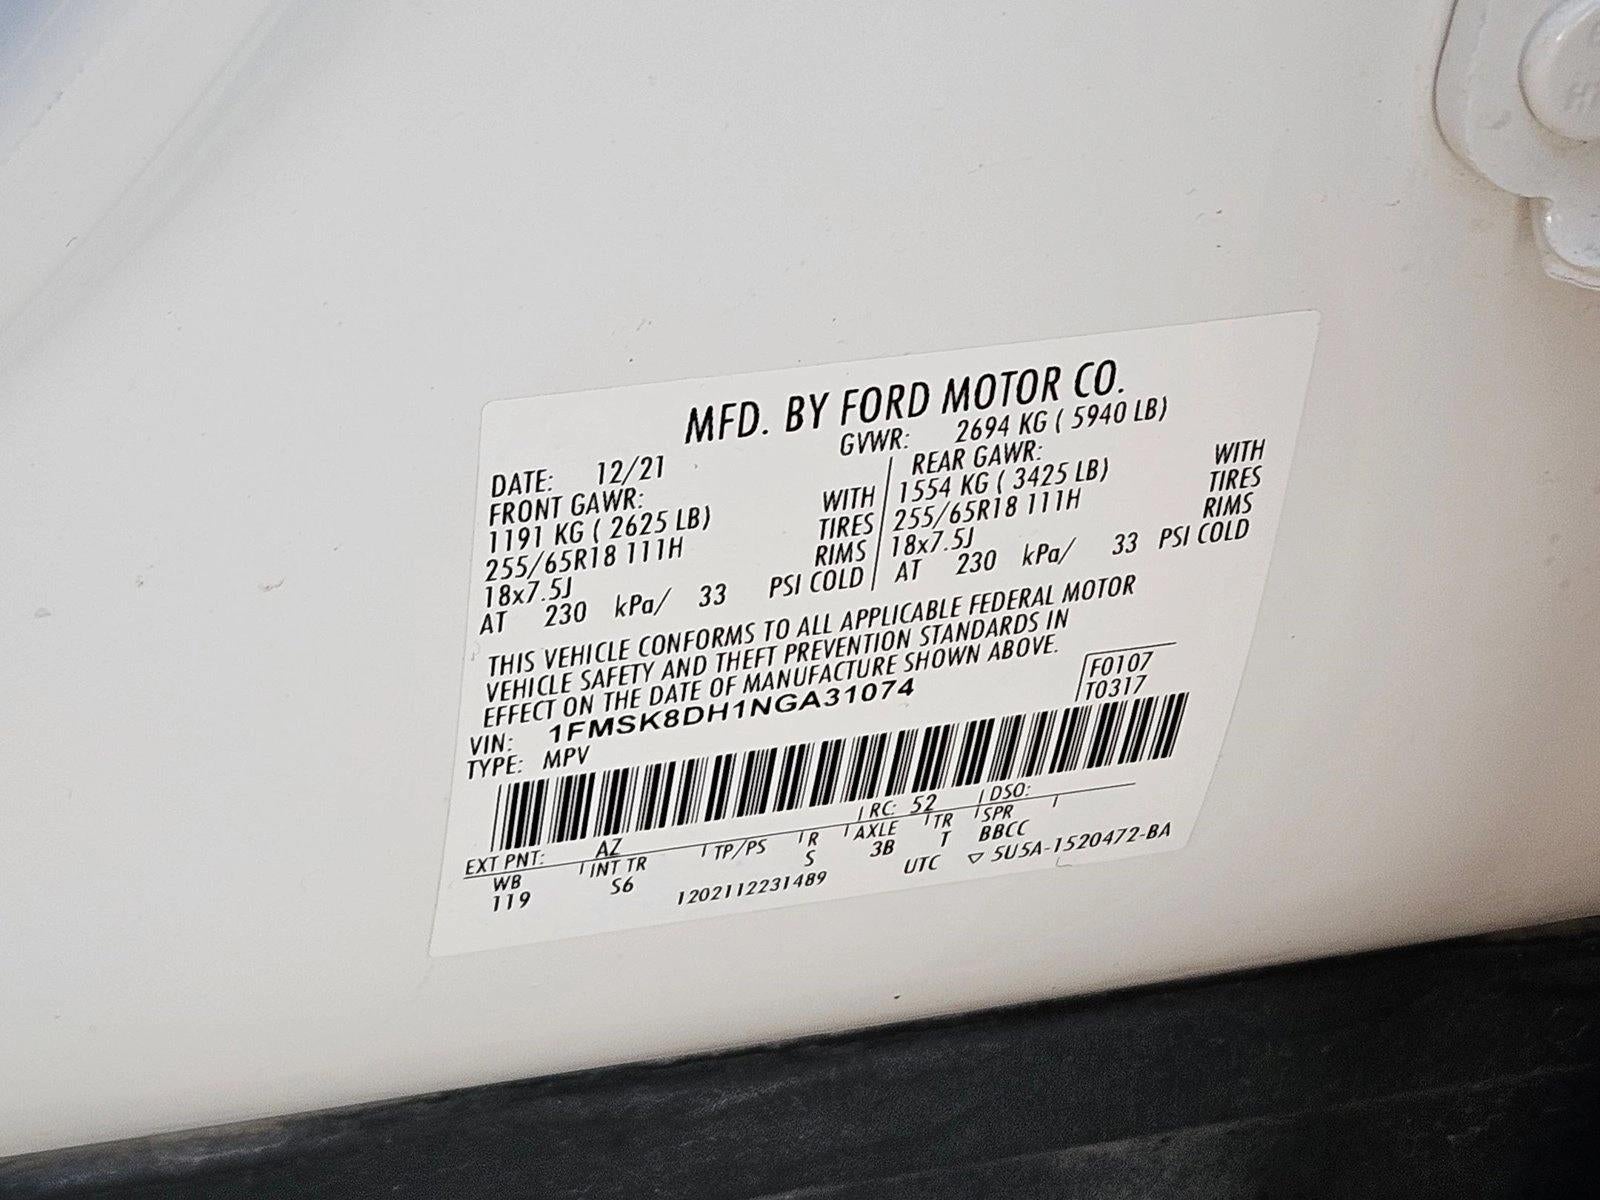 MFD. BY FORD MOTOR CO.
DATE: 12/21 GVWR: 2694 KG ( 5940 LB)
FRONT GAWR: REAR GAWR:
1191 KG ( 2625 LB) WITH 1554 KG ( 3425 LB) WITH
255/65R18 111H TIRES 255/65R18 111H TIRES
18x7.5J RIMS 18x7.5J RIMS
AT 230 kPa/ 33 PSI COLD AT 230 kPa/ 33 PSI COLD
THIS VEHICLE CONFORMS TO ALL APPLICABLE FEDERAL MOTOR
VEHICLE SAFETY AND THEFT PREVENTION STANDARDS IN
EFFECT ON THE DATE OF MANUFACTURE SHOWN ABOVE.
F0107
T0317
VIN: 1FMSK8DH1NGA31074
TYPE: MPV
EXT PNT: AZ RC: 52 DSO:
WB INT TR TP/PS R AXLE TR SPR
119 S6 S 3B T BBCC
1202112231489 UTC ▽ 5U5A-1520472-BA